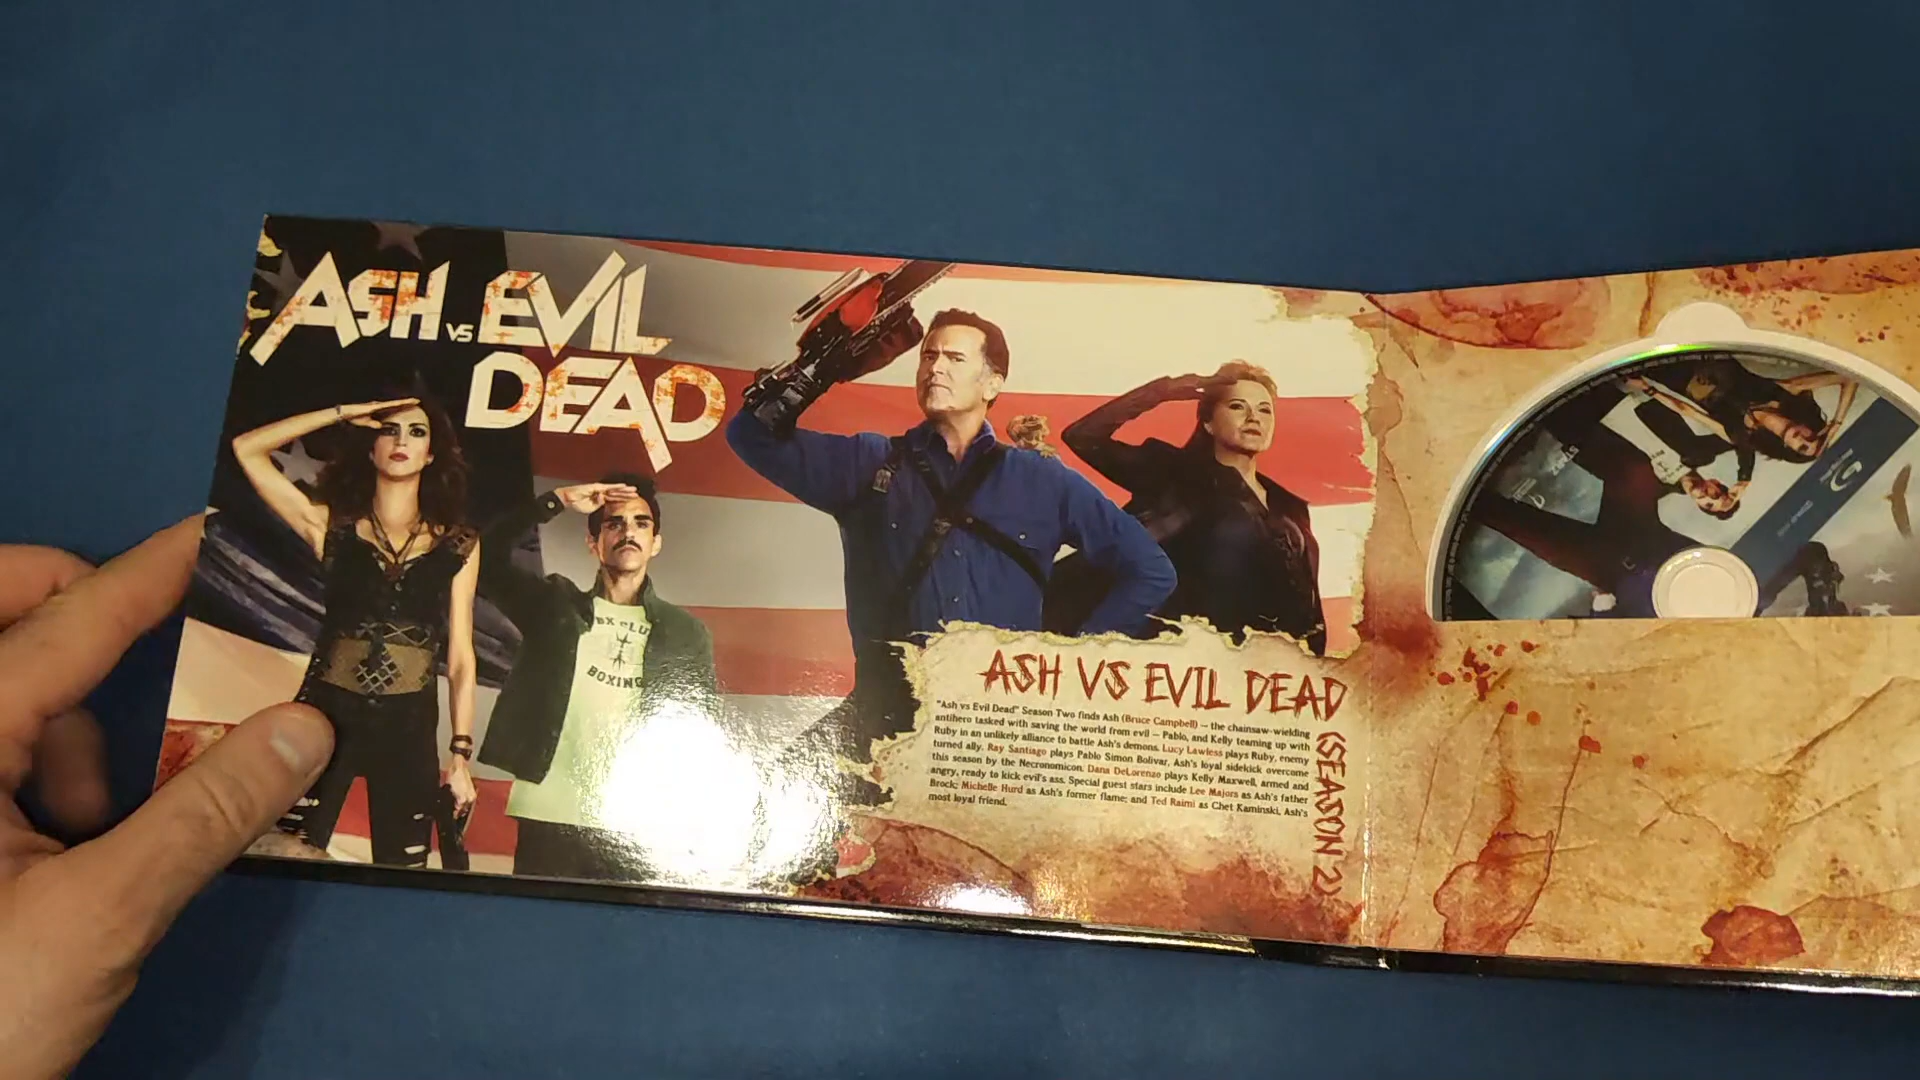 ASH VS EVIL
DEAD
BX CLU
BOXING
ASH VS EVIL DEAD
(SEASON 2)
"Ash vs Evil Dead" Season Two finds Ash (Bruce Campbell) – the chainsaw-wielding
antihero tasked with saving the world from evil – Pablo, and Kelly teaming up with
Ruby in an unlikely alliance to battle Ash's demons. Lucy Lawless plays Ruby, enemy
turned ally. Ray Santiago plays Pablo Simon Bolivar, Ash's loyal sidekick overcome
this season by the Necronomicon. Dana DeLorenzo plays Kelly Maxwell, armed and
angry, ready to kick evil's ass. Special guest stars include Lee Majors as Ash's father
Brock; Michelle Hurd as Ash's former flame; and Ted Raimi as Chet Kaminski, Ash's
most loyal friend.